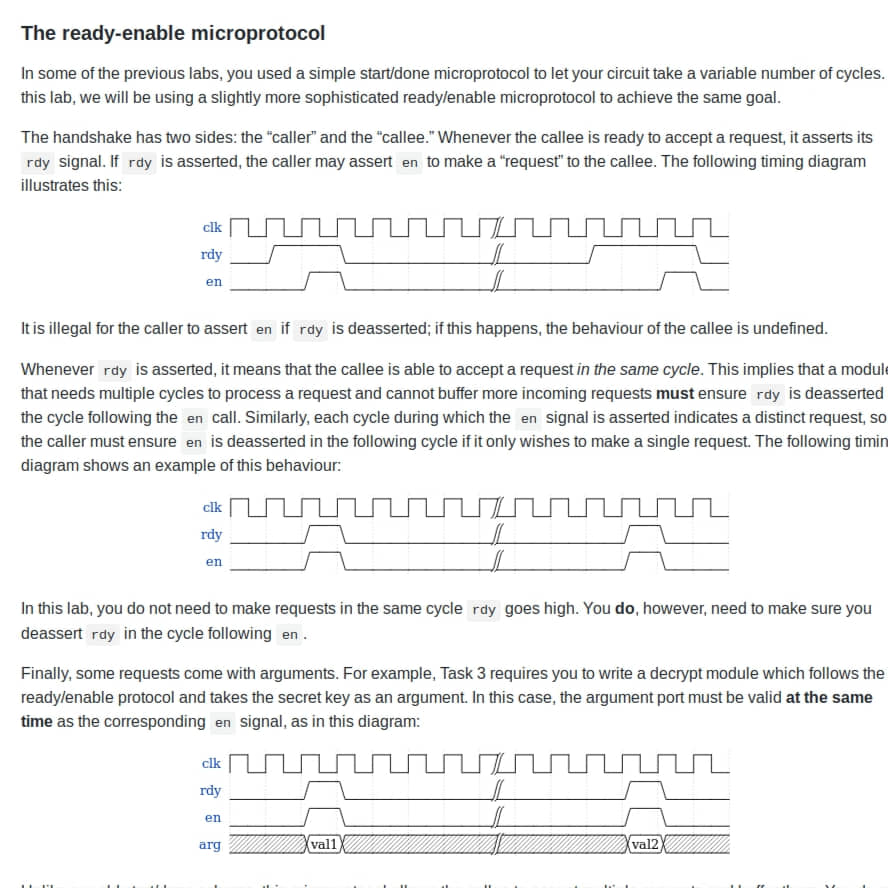 The ready-enable microprotocol
In some of the previous labs, you used a simple start/done microprotocol to let your circuit take a variable number of cycles.
this lab, we will be using a slightly more sophisticated ready/enable microprotocol to achieve the same goal.
The handshake has two sides: the “caller” and the “callee.” Whenever the callee is ready to accept a request, it asserts its
rdy signal. If rdy is asserted, the caller may assert en to make a “request” to the callee. The following timing diagram
illustrates this:
clk
rdy
en
It is illegal for the caller to assert en if rdy is deasserted; if this happens, the behaviour of the callee is undefined.
Whenever rdy is asserted, it means that the callee is able to accept a request in the same cycle. This implies that a module
that needs multiple cycles to process a request and cannot buffer more incoming requests must ensure rdy is deasserted
the cycle following the en call. Similarly, each cycle during which the en signal is asserted indicates a distinct request, so
the caller must ensure en is deasserted in the following cycle if it only wishes to make a single request. The following timin
diagram shows an example of this behaviour:
clk
rdy
en
In this lab, you do not need to make requests in the same cycle rdy goes high. You do, however, need to make sure you
deassert rdy in the cycle following en.
Finally, some requests come with arguments. For example, Task 3 requires you to write a decrypt module which follows the
ready/enable protocol and takes the secret key as an argument. In this case, the argument port must be valid at the same
time as the corresponding en signal, as in this diagram:
clk
rdy
en
arg val1 val2